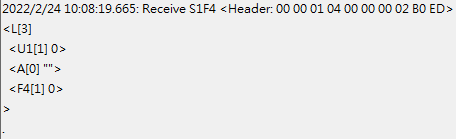 2022/2/24 10:08:19.665: Receive S1F4 <Header: 00 00 01 04 00 00 00 02 B0 ED>
<L[3]
<U1[1] 0>
<A[0] "">
<F4[1] 0>
>
.